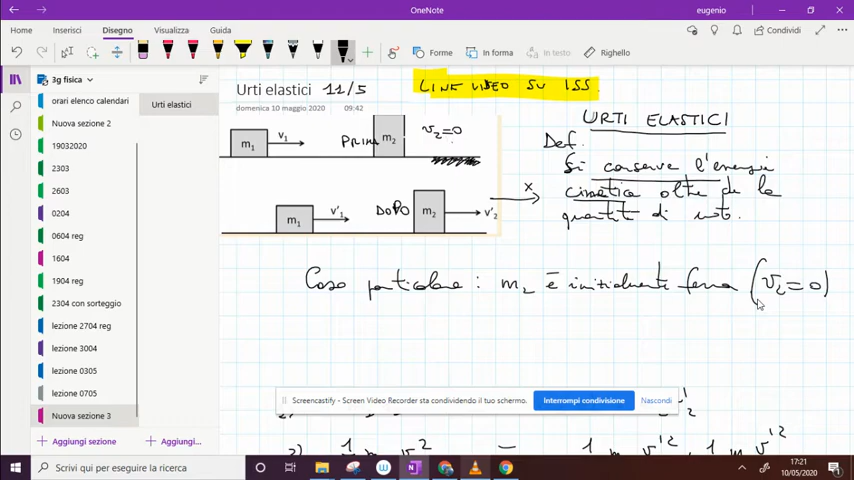 OneNote
eugenio
Home
Inserisci
Disegno
Visualizza
Guida
Condividi
Forme
In forma
In testo
Righello
3g fisica
orari elenco calendari
Nuova sezione 2
19032020
2303
2603
0204
0604 reg
1604
1904 reg
2304 con sorteggio
lezione 2704 reg
lezione 3004
lezione 0305
lezione 0705
Nuova sezione 3
Aggiungi sezione
Aggiungi...
Urti elastici
Urti elastici 11/5
domenica 10 maggio 2020 09:42
LINK VIDEO SU ISS
m₁ v₁ PRIMA m₂ v₂=0
m₁ v'₁ DOPO m₂ v'₂
x
URTI ELASTICI
Def.
Si conserva l'energia
cinetica oltre che la
quantità di moto.
Caso particolare: m₂ è inizialmente ferma (v₂=0)
Screencastify - Screen Video Recorder sta condividendo il tuo schermo.
Interrompi condivisione
Nascondi
Scrivi qui per eseguire la ricerca
17:21
10/05/2020